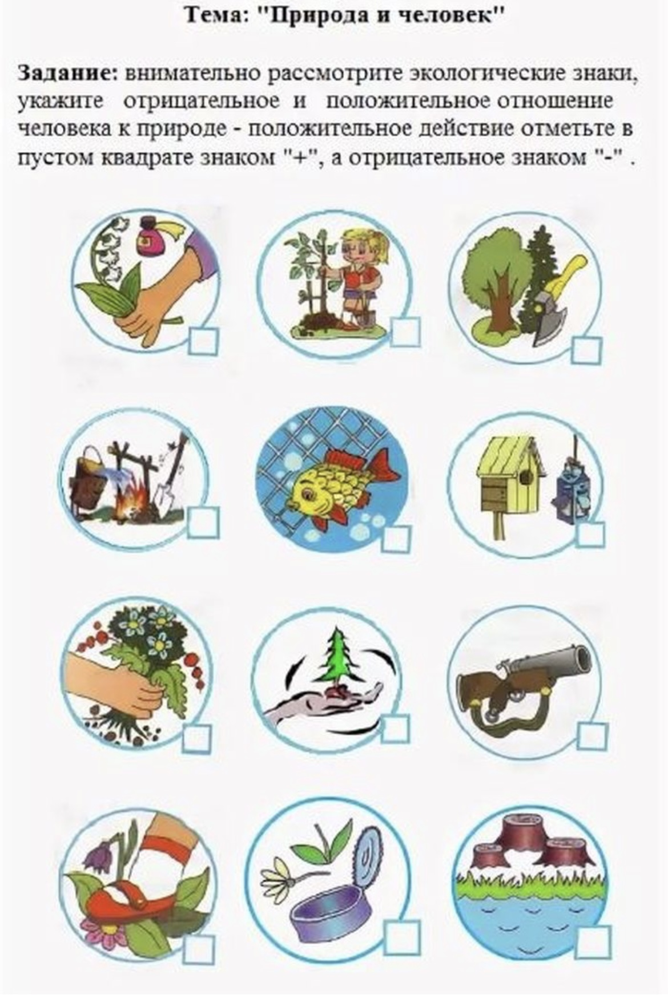 Тема: "Природа и человек"
Задание: внимательно рассмотрите экологические знаки,
укажите отрицательное и положительное отношение
человека к природе - положительное действие отметьте в
пустом квадрате знаком "+", а отрицательное знаком "-" .